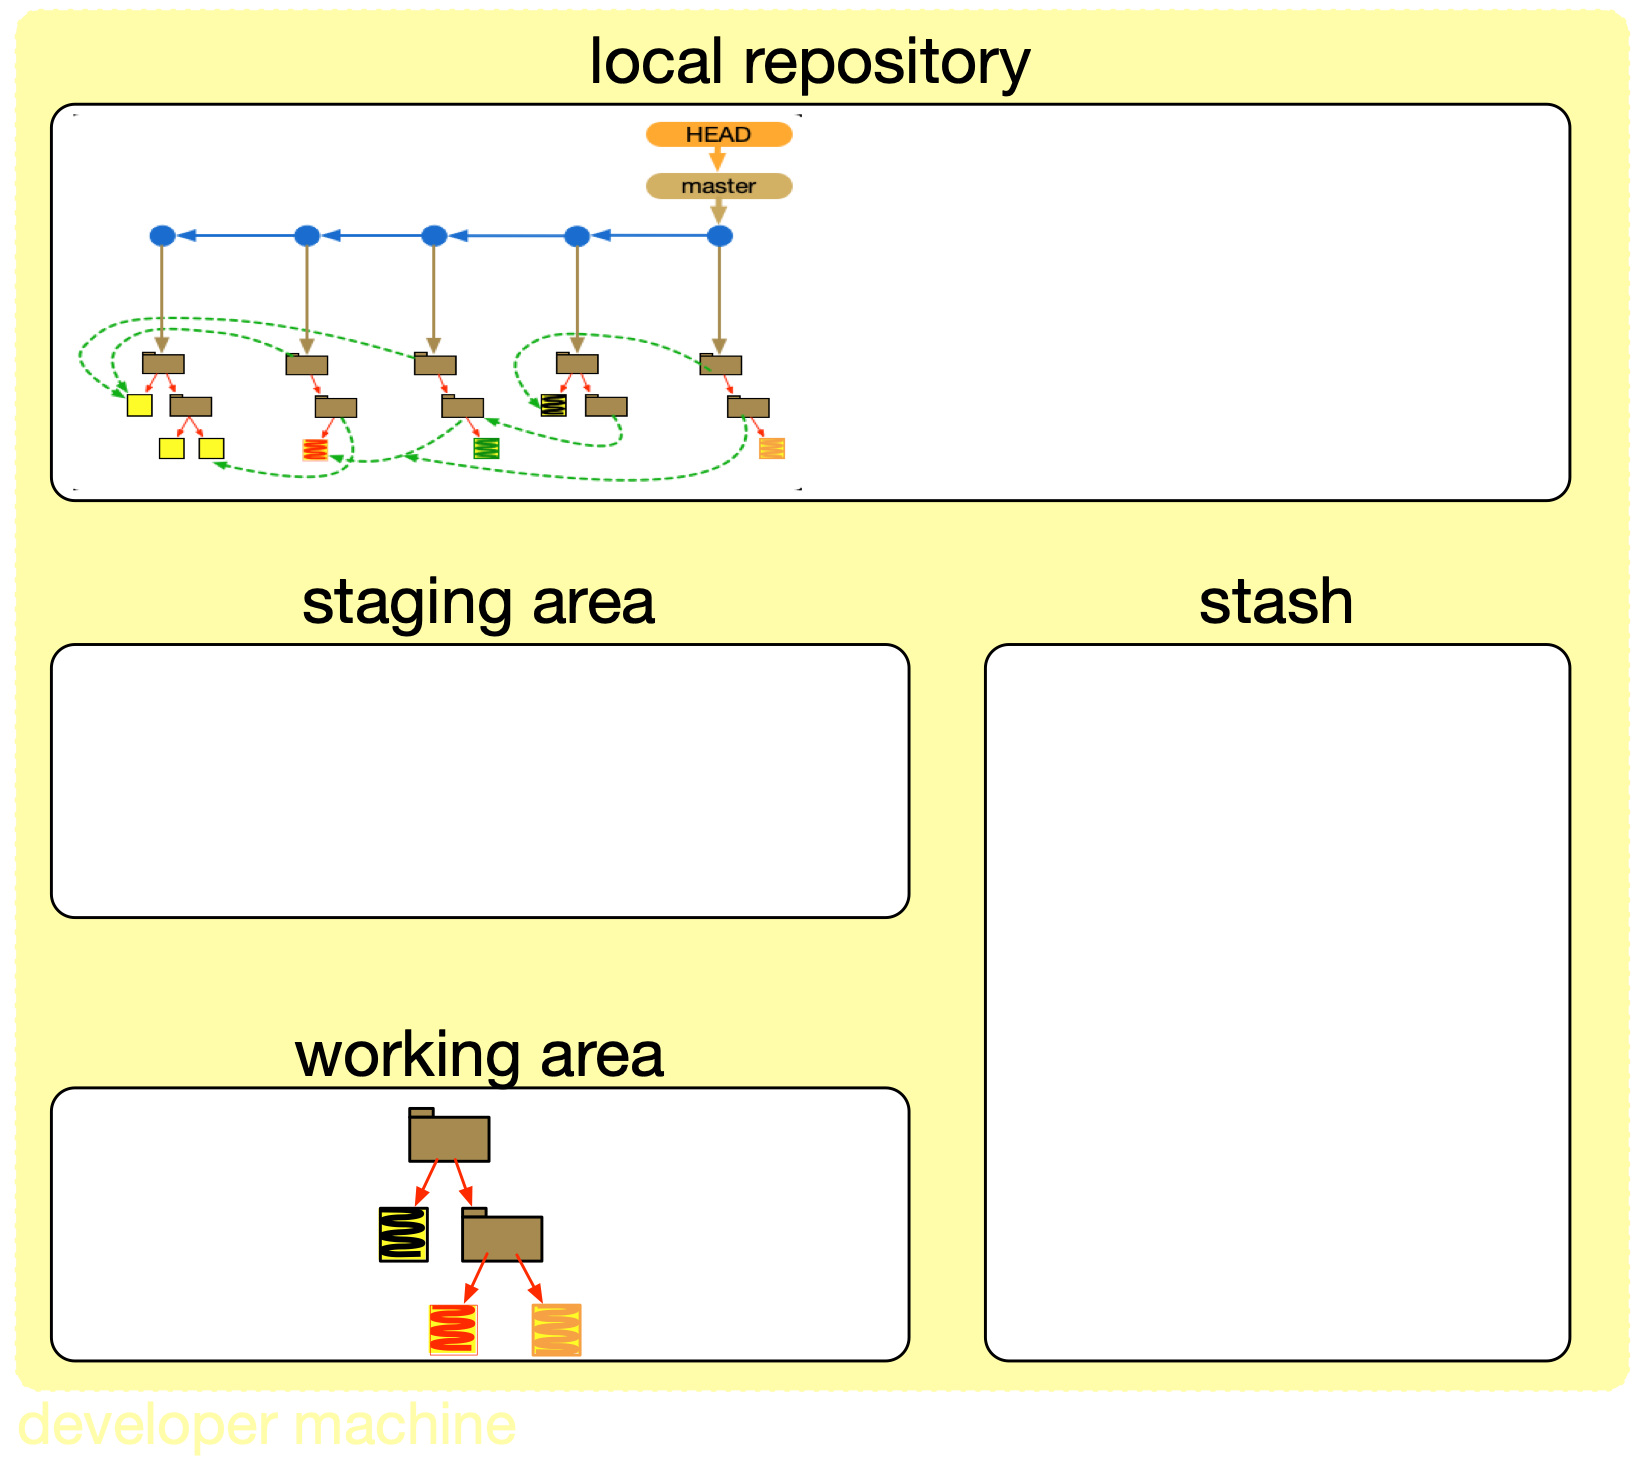 local repository
HEAD
master
staging area
stash
working area
developer machine